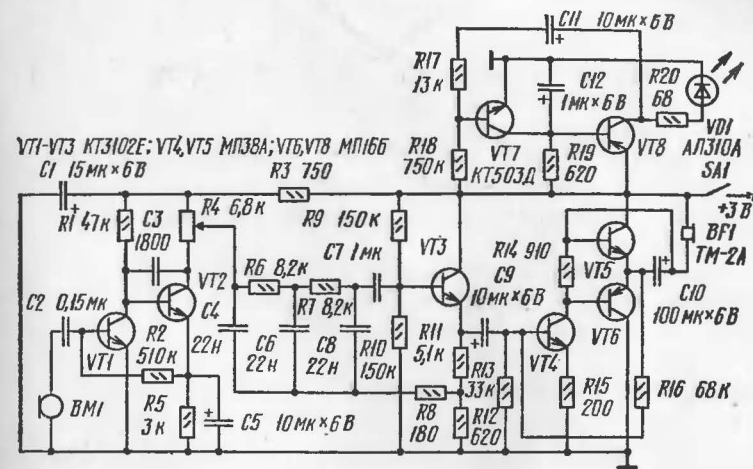 C11 10мк×6В
R17
13к
C12
1мк×6В
R20
68
VD1
АЛ310А
VT1-VT3 КТ3102Е; VT4,VT5 МП38А; VT6,VT8 МП16Б
C1 15мк×6В
R3 750
R18
750к
VT7
КТ503Д
R19
620
VT8
SA1
+3В
R1 47к
C3
1800
R4 6,8к
R9
150к
C7 1мк
VT3
R14 910
VT5
BF1
ТМ-2А
C2
0,15мк
VT2
R6 8,2к
R7 8,2к
C9
10мк×6В
C10
100мк×6В
VT1
R2
510к
C4
22н
C6
22н
C8
22н
R10
150к
R11
5,1к
R13
33к
VT4
VT6
BM1
R5
3к
C5 10мк×6В
R8
180
R12
620
R15
200
R16 68к